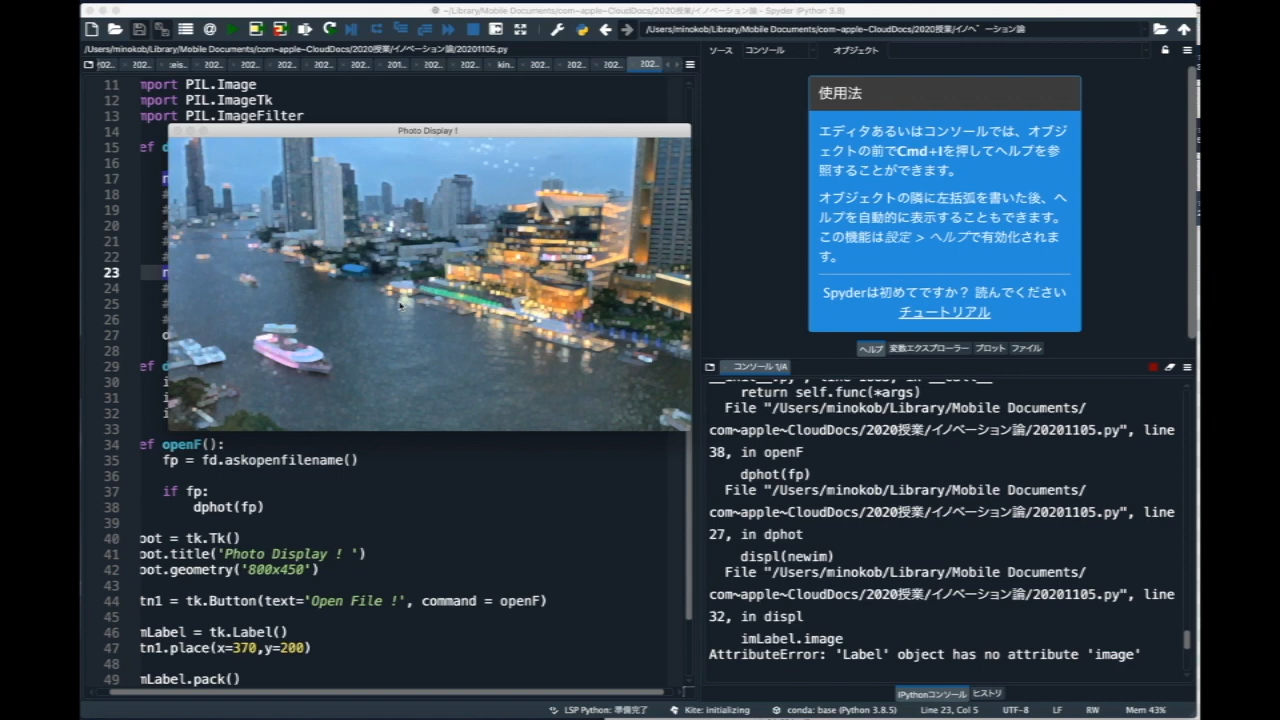 ~/Library/Mobile Documents/com~apple~CloudDocs/2020授業/イノベーション論 - Spyder (Python 3.8)
/Users/minokob/Library/Mobile Documents/com~apple~CloudDocs/2020授業/イノベーション論
/Users/minokob/Library/Mobile Documents/com~apple~CloudDocs/2020授業/イノベーション論/20201105.py
202.. 202.. :eis.. 202.. 202.. 202.. 202.. 202.. 201.. 202.. 202.. kin.. 202.. 202.. 202.. 202..
11 mport PIL.Image
12 mport PIL.ImageTk
13 mport PIL.ImageFilter
14
Photo Display !
15 ef
16
17
18 #
19 #
20 #
21 #
22 #
23
24 #
25 #
26 #
27
28
29 ef
30 i
31 i
32 i
33
34 ef openF():
35 fp = fd.askopenfilename()
36
37 if fp:
38 dphot(fp)
39
40 oot = tk.Tk()
41 oot.title('Photo Display ! ')
42 oot.geometry('800x450')
43
44 tn1 = tk.Button(text='Open File !', command = openF)
45
46 mLabel = tk.Label()
47 tn1.place(x=370,y=200)
48
49 mLabel.pack()
ソース コンソール オブジェクト
使用法
エディタあるいはコンソールでは、オブジ
ェクトの前でCmd+Iを押してヘルプを参
照することができます。
オブジェクトの隣に左括弧を書いた後、ヘ
ルプを自動的に表示することもできます。
この機能は設定 > ヘルプで有効化されま
す。
Spyderは初めてですか？ 読んでください
チュートリアル
ヘルプ 変数エクスプローラー プロット ファイル
コンソール 1/A
return self.func(*args)
File "/Users/minokob/Library/Mobile Documents/
com~apple~CloudDocs/2020授業/イノベーション論/20201105.py", line
38, in openF
dphot(fp)
File "/Users/minokob/Library/Mobile Documents/
com~apple~CloudDocs/2020授業/イノベーション論/20201105.py", line
27, in dphot
displ(newim)
File "/Users/minokob/Library/Mobile Documents/
com~apple~CloudDocs/2020授業/イノベーション論/20201105.py", line
32, in displ
imLabel.image
AttributeError: 'Label' object has no attribute 'image'
IPythonコンソール ヒストリ
LSP Python: 準備完了 Kite: initializing conda: base (Python 3.8.5) Line 23, Col 5 UTF-8 LF RW Mem 43%